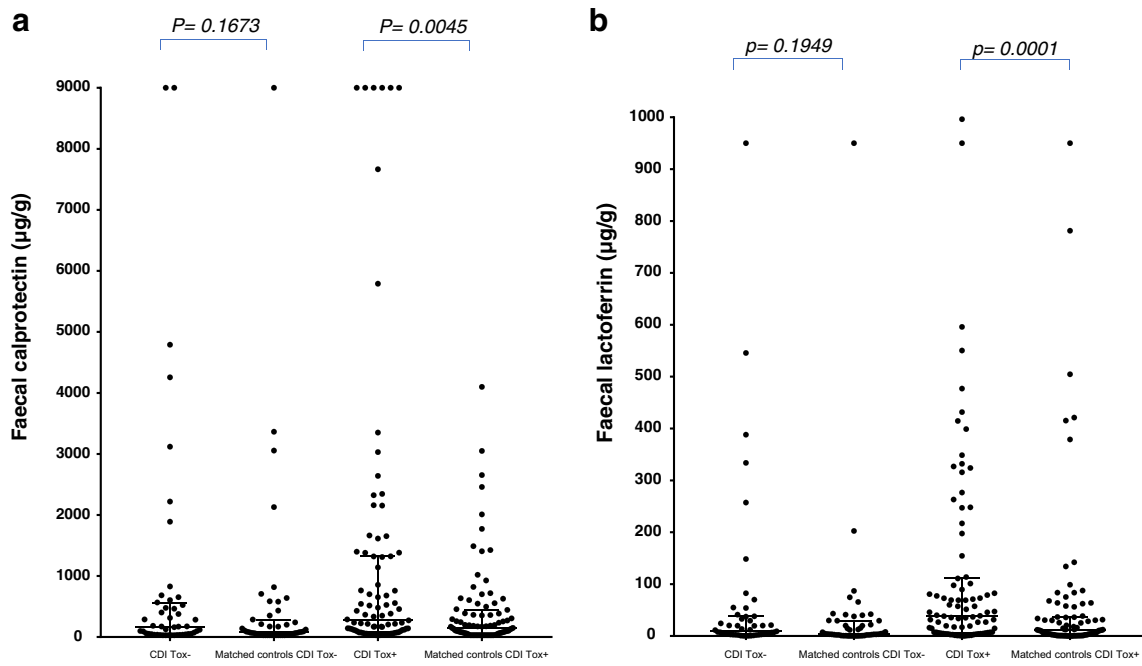 a
P= 0.1673
P= 0.0045
Faecal calprotectin (µg/g)
9000
8000
7000
6000
5000
4000
3000
2000
1000
0
CDI Tox-
Matched controls CDI Tox-
CDI Tox+
Matched controls CDI Tox+
b
p= 0.1949
p= 0.0001
Faecal lactoferrin (µg/g)
1000
900
800
700
600
500
400
300
200
100
0
CDI Tox-
Matched controls CDI Tox-
CDI Tox+
Matched controls CDI Tox+